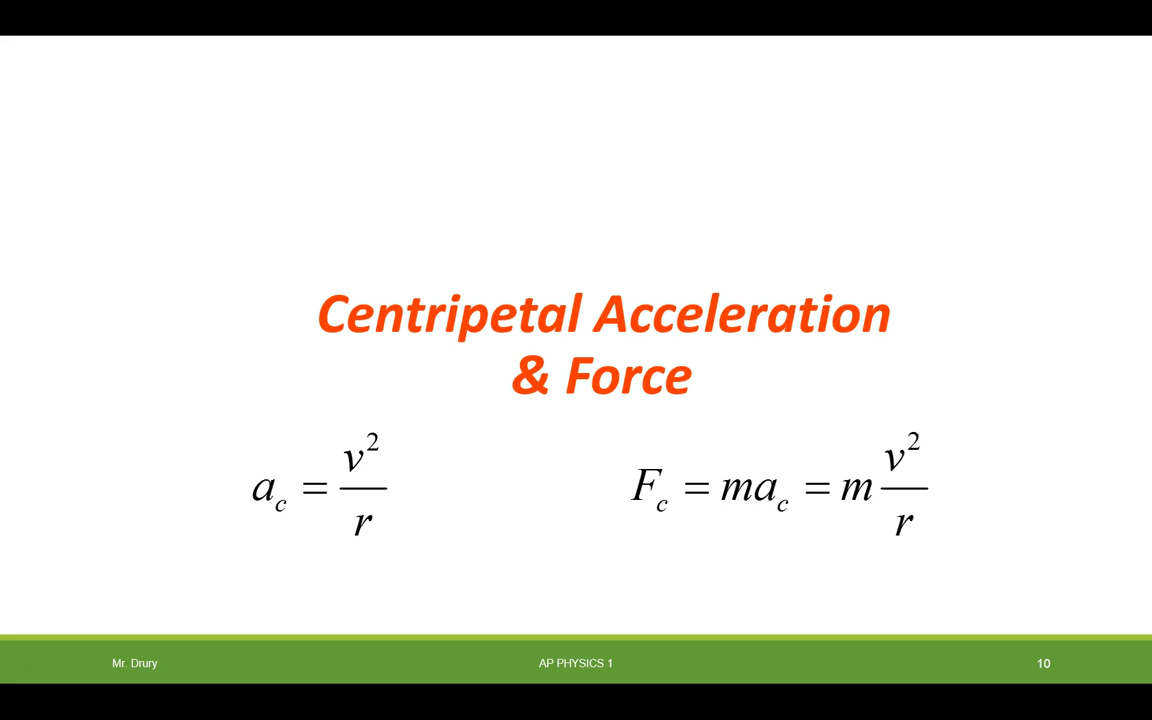 Centripetal Acceleration
& Force
a_c = v^2/r
F_c = ma_c = m v^2/r
Mr. Drury
AP PHYSICS 1
10